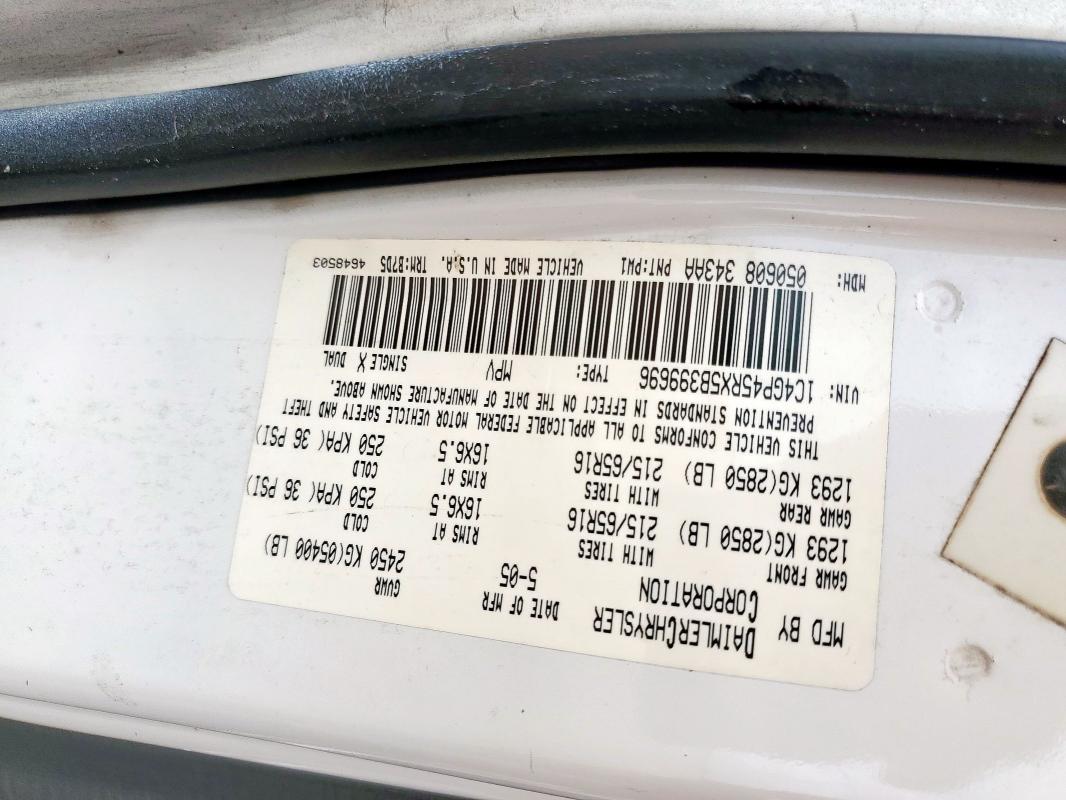 MFD BY DAIMLERCHRYSLER CORPORATION DATE OF MFR 5-05 GVWR 2450 KG(05400 LB)
GAWR FRONT WITH TIRES RIMS AT COLD
1293 KG(2850 LB) 215/65R16 16X6.5 250 KPA( 36 PSI)
GAWR REAR WITH TIRES RIMS AT COLD
1293 KG(2850 LB) 215/65R16 16X6.5 250 KPA( 36 PSI)
THIS VEHICLE CONFORMS TO ALL APPLICABLE FEDERAL MOTOR VEHICLE SAFETY AND THEFT
PREVENTION STANDARDS IN EFFECT ON THE DATE OF MANUFACTURE SHOWN ABOVE.
VIN: 1C4GP45RX5B399696 TYPE: MPV SINGLE X DUAL
MDH: 050608 343AA PNT:PW1 VEHICLE MADE IN U.S.A. TRM:B7D5 4648503